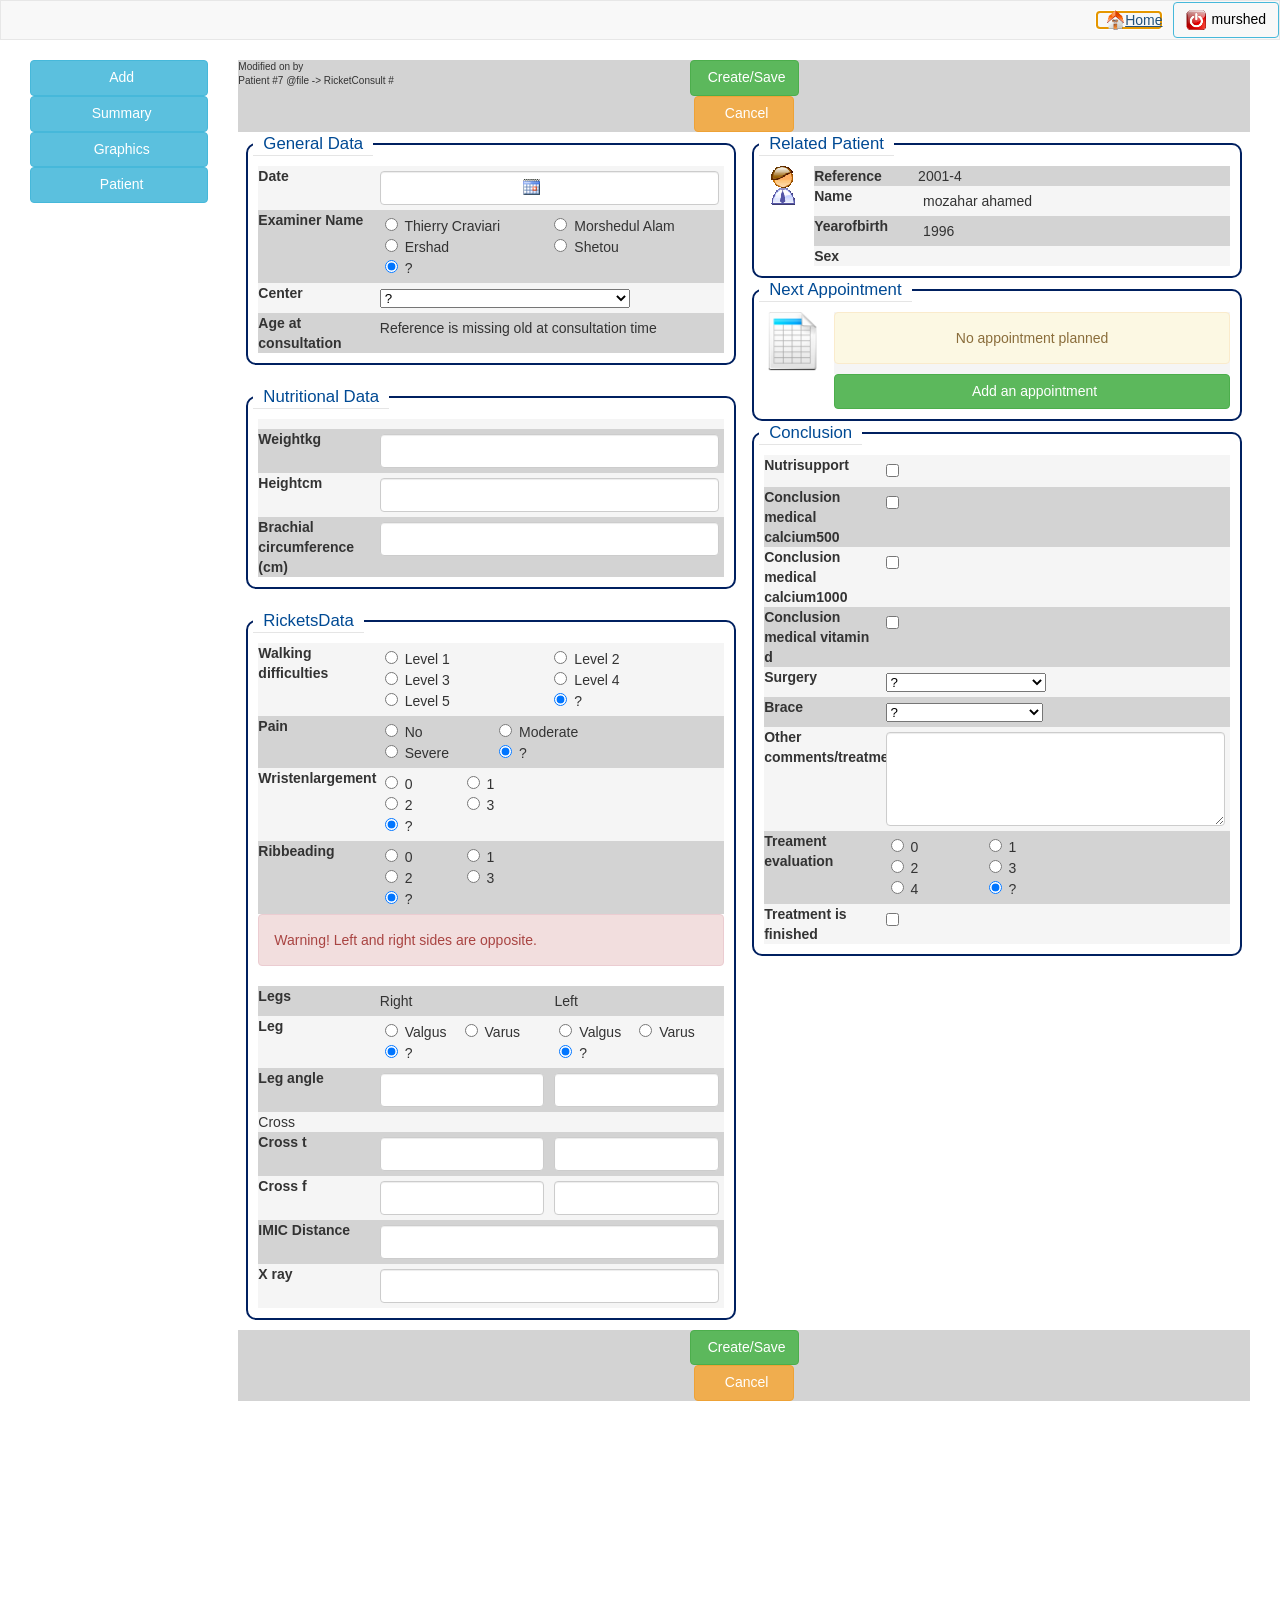 Home murshed
Add
Summary
Graphics
Patient
Modified on by
Patient #7 @file -> RicketConsult #
Create/Save
Cancel
General Data
Date
Examiner Name
Thierry Craviari Morshedul Alam
Ershad Shetou
?
Center ?
Age at
consultation
Reference is missing old at consultation time
Nutritional Data
Weightkg
Heightcm
Brachial
circumference
(cm)
RicketsData
Walking
difficulties
Level 1 Level 2
Level 3 Level 4
Level 5 ?
Pain
No Moderate
Severe ?
Wristenlargement
0 1
2 3
?
Ribbeading
0 1
2 3
?
Warning! Left and right sides are opposite.
Legs Right Left
Leg
Valgus Varus Valgus Varus
? ?
Leg angle
Cross
Cross t
Cross f
IMIC Distance
X ray
Related Patient
Reference 2001-4
Name mozahar ahamed
Yearofbirth 1996
Sex
Next Appointment
No appointment planned
Add an appointment
Conclusion
Nutrisupport
Conclusion
medical
calcium500
Conclusion
medical
calcium1000
Conclusion
medical vitamin
d
Surgery ?
Brace ?
Other
comments/treatme
Treament
evaluation
0 1
2 3
4 ?
Treatment is
finished
Create/Save
Cancel